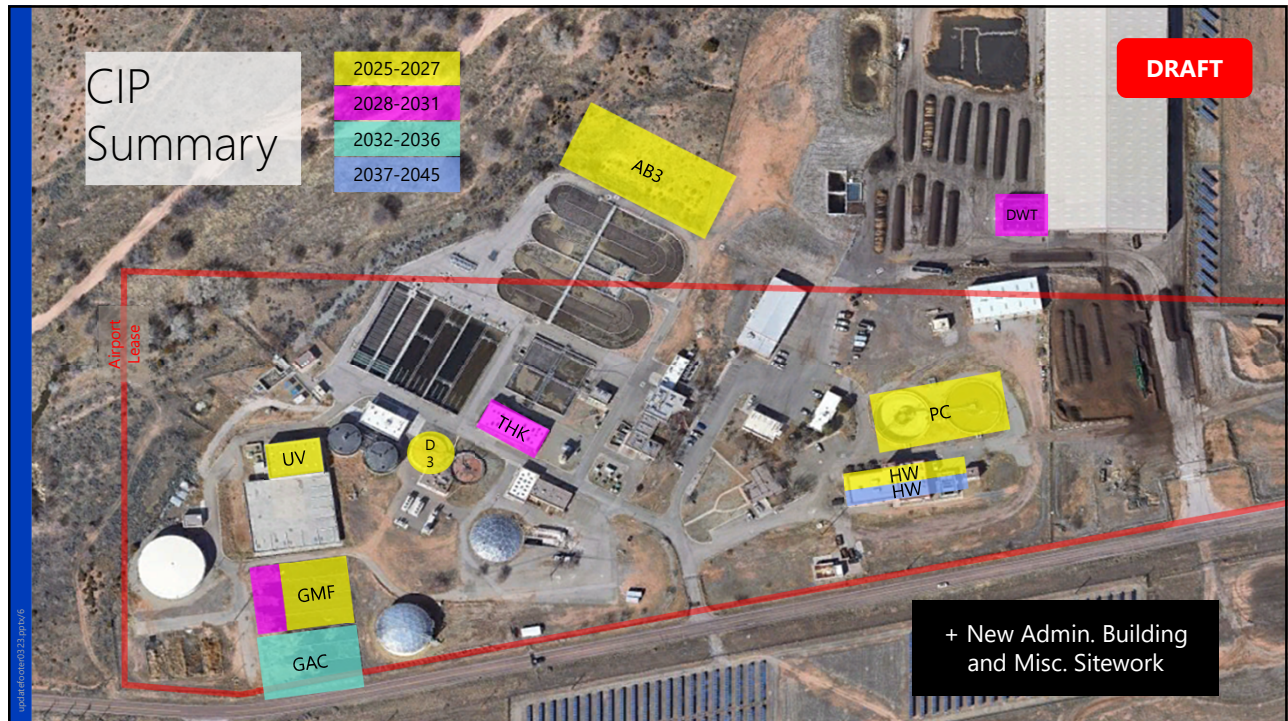 CIP
Summary
2025-2027
2028-2031
2032-2036
2037-2045
DRAFT
AB3
DWT
Airport
Lease
THK
PC
D
3
UV
HW
HW
GMF
GAC
+ New Admin. Building
and Misc. Sitework
updatefooter0323.pptx/6